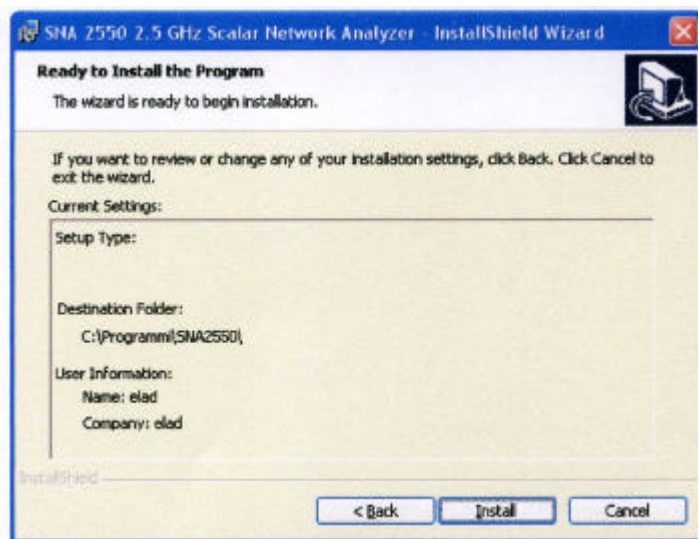 SNA 2550 2.5 GHz Scalar Network Analyzer - InstallShield Wizard
Ready to Install the Program
The wizard is ready to begin installation.
If you want to review or change any of your installation settings, click Back. Click Cancel to
exit the wizard.
Current Settings:
Setup Type:
Destination Folder:
C:\Programmi\SNA2550\
User Information:
Name: elad
Company: elad
InstallShield
< Back
Install
Cancel